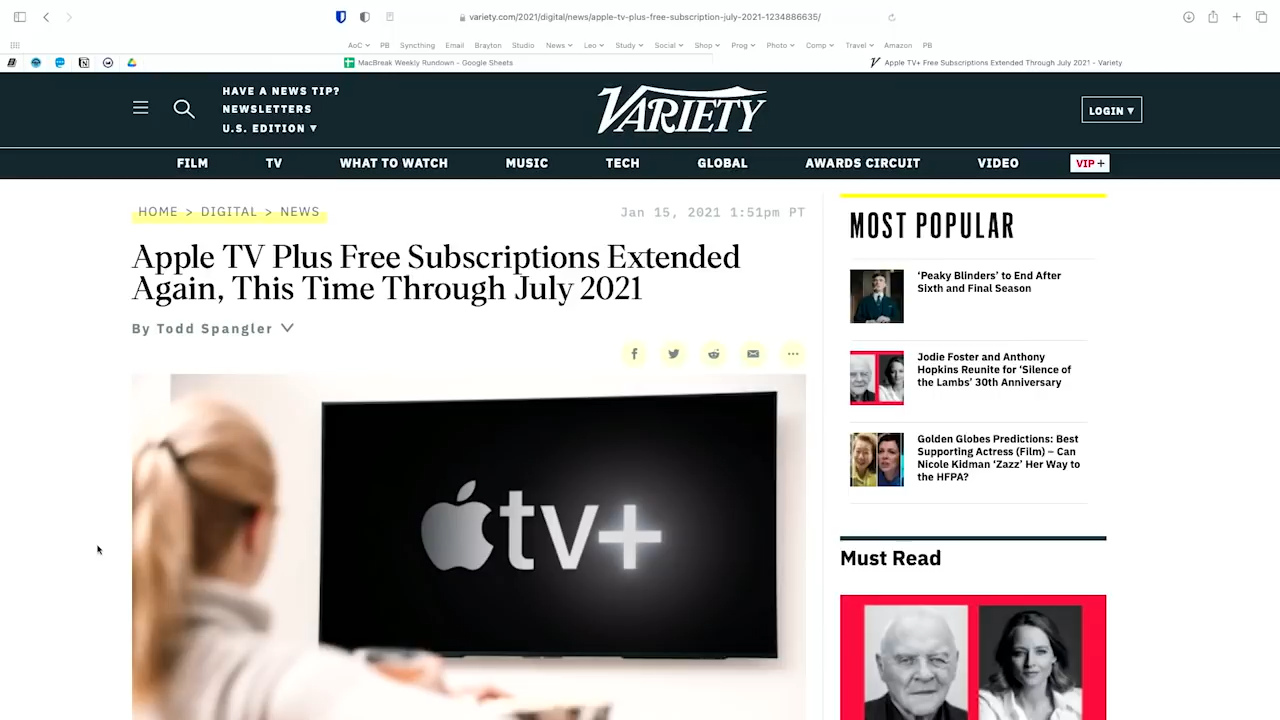 variety.com/2021/digital/news/apple-tv-plus-free-subscription-july-2021-1234886635/
AoC PB Syncthing Email Brayton Studio News Leo Study Social Shop Prog Photo Comp Travel Amazon PB
MacBreak Weekly Rundown - Google Sheets
Apple TV+ Free Subscriptions Extended Through July 2021 - Variety
HAVE A NEWS TIP?
NEWSLETTERS
U.S. EDITION ▼
VARIETY
LOGIN ▼
FILM TV WHAT TO WATCH MUSIC TECH GLOBAL AWARDS CIRCUIT VIDEO VIP+
HOME > DIGITAL > NEWS
Jan 15, 2021 1:51pm PT
Apple TV Plus Free Subscriptions Extended
Again, This Time Through July 2021
By Todd Spangler
tv+
MOST POPULAR
‘Peaky Blinders’ to End After
Sixth and Final Season
Jodie Foster and Anthony
Hopkins Reunite for ‘Silence of
the Lambs’ 30th Anniversary
Golden Globes Predictions: Best
Supporting Actress (Film) – Can
Nicole Kidman ‘Zazz’ Her Way to
the HFPA?
Must Read